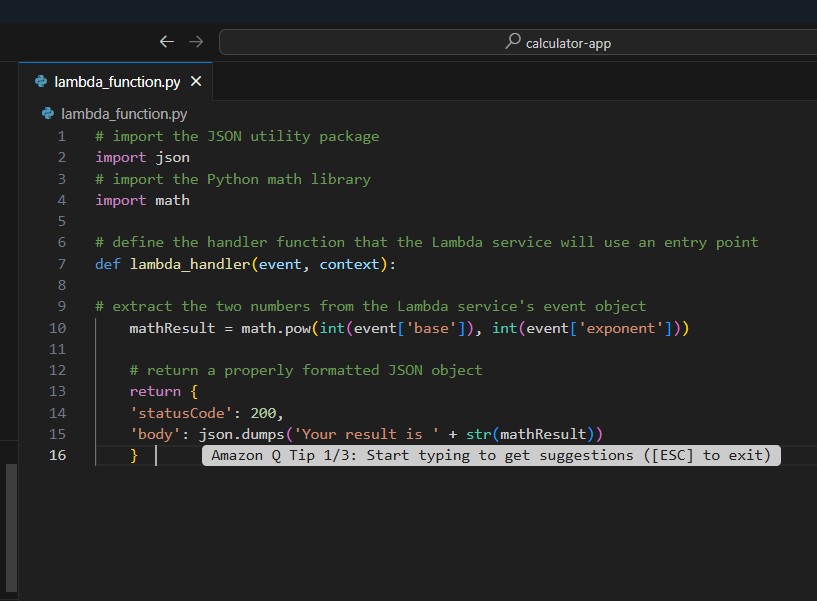 calculator-app
lambda_function.py
lambda_function.py
1 # import the JSON utility package
2 import json
3 # import the Python math library
4 import math
5
6 # define the handler function that the Lambda service will use an entry point
7 def lambda_handler(event, context):
8
9 # extract the two numbers from the Lambda service's event object
10     mathResult = math.pow(int(event['base']), int(event['exponent']))
11
12     # return a properly formatted JSON object
13     return {
14     'statusCode': 200,
15     'body': json.dumps('Your result is ' + str(mathResult))
16     } Amazon Q Tip 1/3: Start typing to get suggestions ([ESC] to exit)